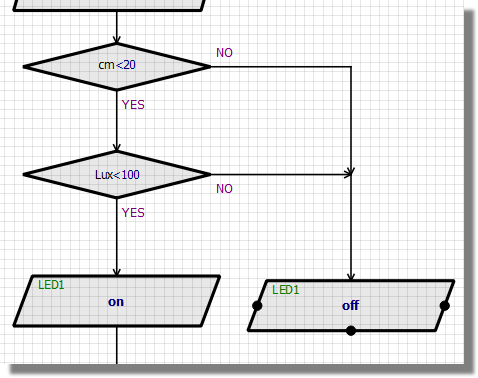 NO
cm<20
YES
Lux<100
NO
YES
LED1
on
LED1
off